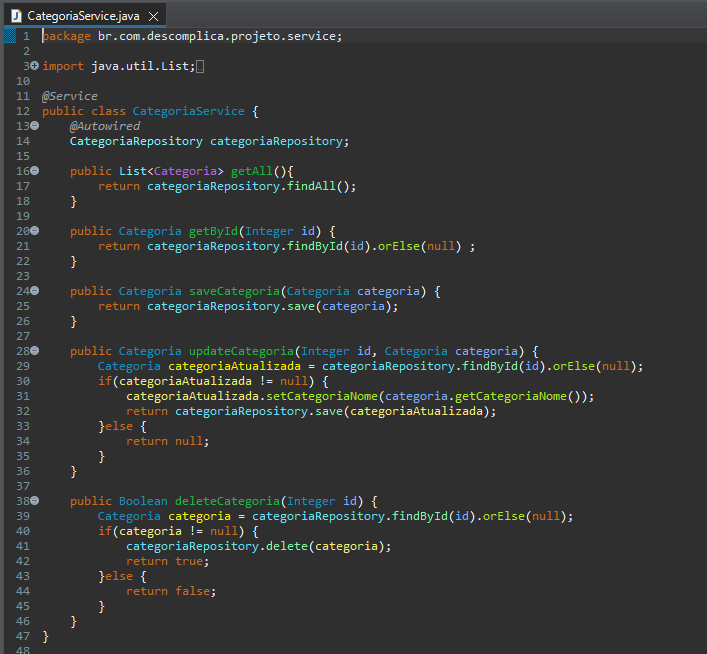 CategoriaService.java
1 package br.com.descomplica.projeto.service;
2
3 import java.util.List;
10
11 @Service
12 public class CategoriaService {
13 @Autowired
14 CategoriaRepository categoriaRepository;
15
16 public List<Categoria> getAll(){
17 return categoriaRepository.findAll();
18 }
19
20 public Categoria getById(Integer id) {
21 return categoriaRepository.findById(id).orElse(null) ;
22 }
23
24 public Categoria saveCategoria(Categoria categoria) {
25 return categoriaRepository.save(categoria);
26 }
27
28 public Categoria updateCategoria(Integer id, Categoria categoria) {
29 Categoria categoriaAtualizada = categoriaRepository.findById(id).orElse(null);
30 if(categoriaAtualizada != null) {
31 categoriaAtualizada.setCategoriaNome(categoria.getCategoriaNome());
32 return categoriaRepository.save(categoriaAtualizada);
33 }else {
34 return null;
35 }
36 }
37
38 public Boolean deleteCategoria(Integer id) {
39 Categoria categoria = categoriaRepository.findById(id).orElse(null);
40 if(categoria != null) {
41 categoriaRepository.delete(categoria);
42 return true;
43 }else {
44 return false;
45 }
46 }
47 }
48